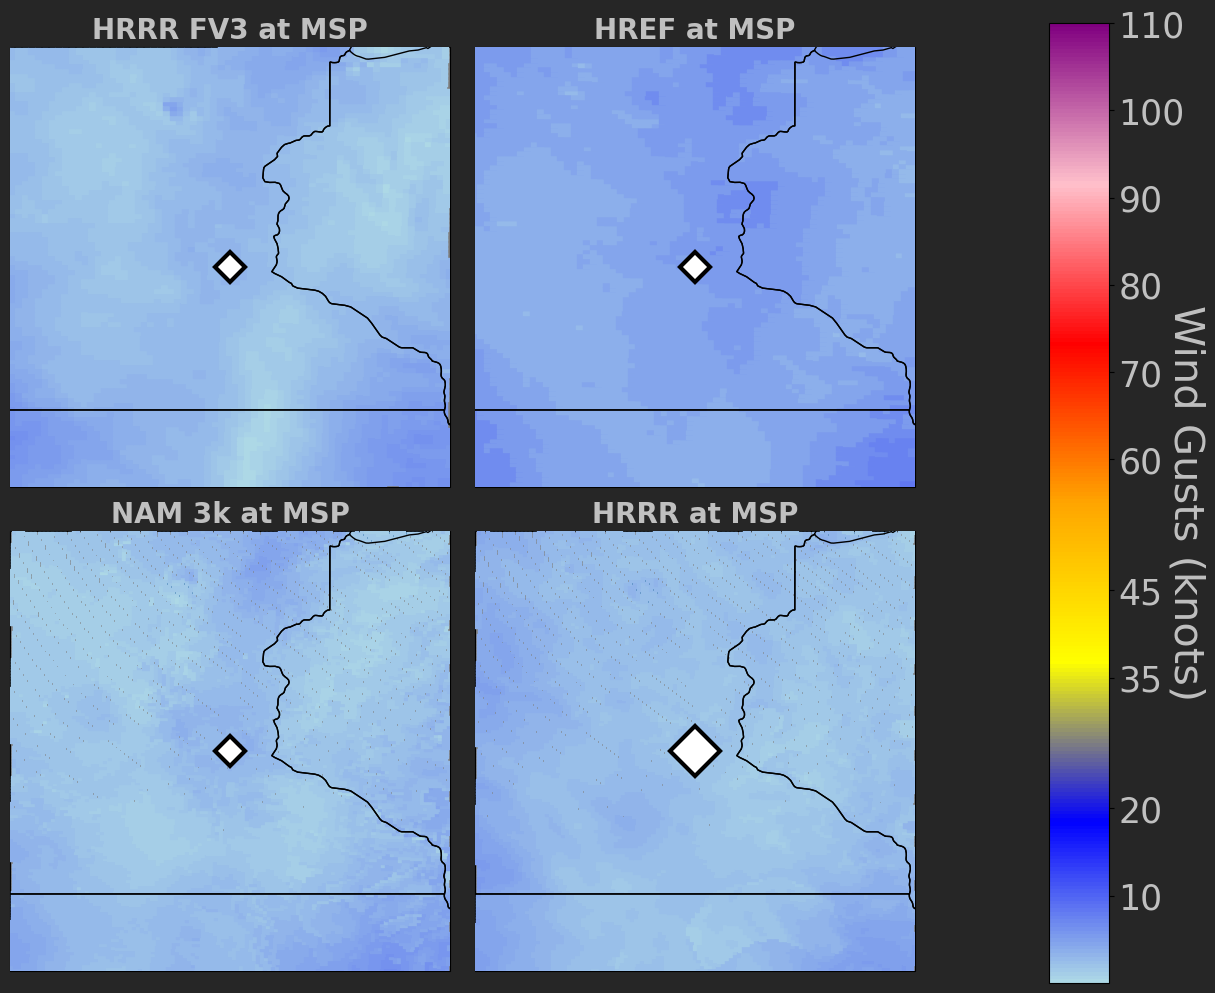 HRRR FV3 at MSP
HREF at MSP
NAM 3k at MSP
HRRR at MSP
110
100
90
80
70
60
45
35
20
10
Wind Gusts (knots)